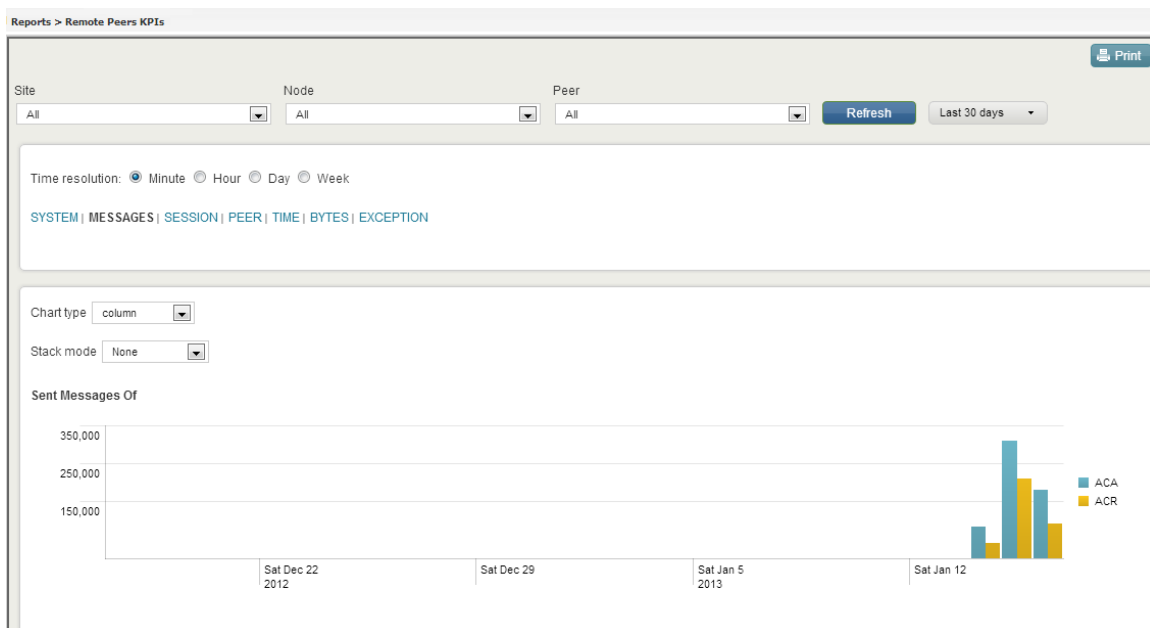 Reports > Remote Peers KPIs
Print
Site Node Peer
All All All Refresh Last 30 days
Time resolution: Minute Hour Day Week
SYSTEM | MESSAGES | SESSION | PEER | TIME | BYTES | EXCEPTION
Chart type column
Stack mode None
Sent Messages Of
350,000
250,000
150,000
ACA
ACR
Sat Dec 22 Sat Dec 29 Sat Jan 5 Sat Jan 12
2012 2013